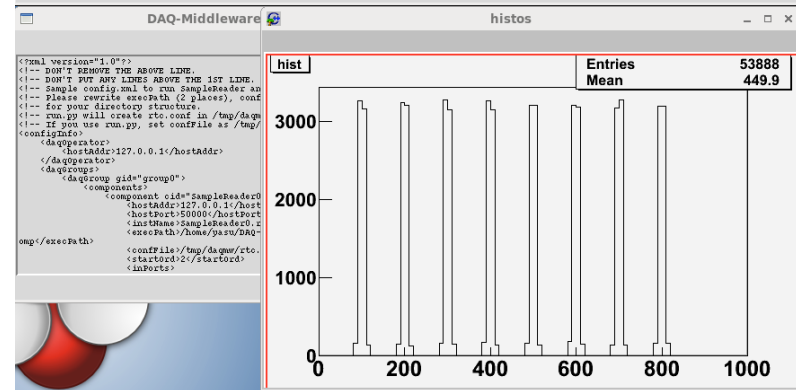 DAQ-Middleware
<?xml version="1.0"?>
<!-- DON'T REMOVE THE ABOVE LINE.
<!-- DON'T PUT ANY LINES ABOVE THE 1ST LINE.
<!-- Sample config.xml to run SampleReader an
<!-- Please rewrite execPath (2 places), conf
<!-- for your directory structure.
<!-- run.py will create rtc.conf in /tmp/daqm
<!-- If you use run.py, set confFile as /tmp/
<configInfo>
<daqOperator>
<hostAddr>127.0.0.1</hostAddr>
</daqOperator>
<daqGroups>
<daqGroup gid="group0">
<components>
<component cid="SampleReader0
<hostAddr>127.0.0.1</host
<hostPort>50000</hostPort
<instName>SampleReader0.r
<execPath>/home/yasu/DAQ-
omp</execPath>
<confFile>/tmp/daqmw/rtc.
<startOrd>2</startOrd>
<inPorts>
histos
hist
Entries 53888
Mean 449.9
3000
2000
1000
0
0 200 400 600 800 1000